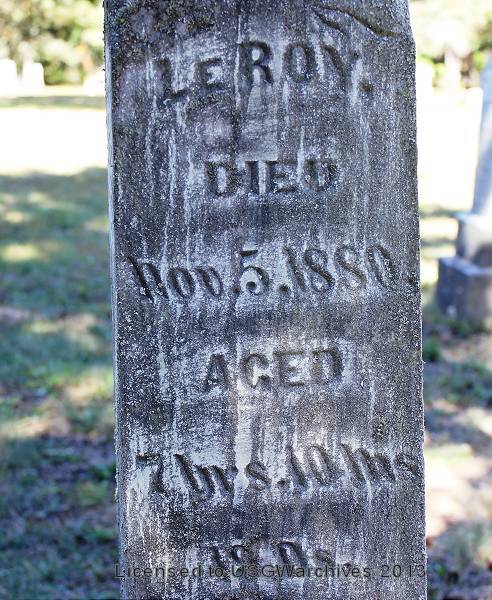 LEROY.
DIED
Nov. 5. 1880.
AGED
7 yrs. 10 ms
Licensed to USGWarchives 2013